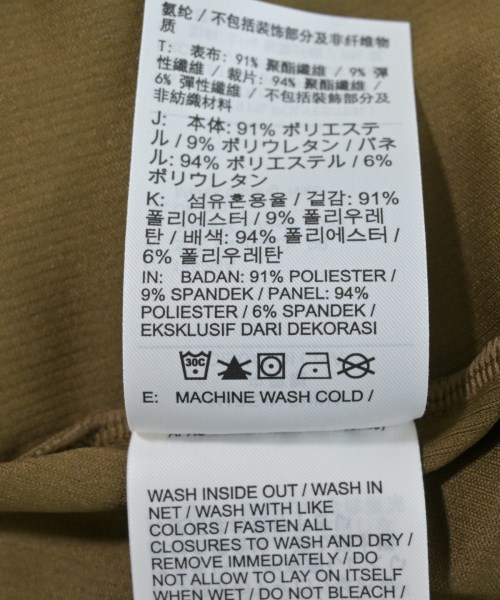 氨纶 / 不包括装饰部分及非纤维物
质
T: 表布: 91% 聚酯纖維 / 9% 彈
性纖維 / 裁片: 94% 聚酯纖維 /
6% 彈性纖維 / 不包括裝飾部分及
非紡織材料
J: 本体: 91% ポリエステ
ル / 9% ポリウレタン / パネ
ル: 94% ポリエステル / 6%
ポリウレタン
K: 섬유혼용율 / 겉감: 91%
폴리에스터 / 9% 폴리우레
탄 / 배색: 94% 폴리에스터 /
6% 폴리우레탄
IN: BADAN: 91% POLIESTER /
9% SPANDEK / PANEL: 94%
POLIESTER / 6% SPANDEK /
EKSKLUSIF DARI DEKORASI
30C
E: MACHINE WASH COLD /
WASH INSIDE OUT / WASH IN
NET / WASH WITH LIKE
COLORS / FASTEN ALL
CLOSURES TO WASH AND DRY /
REMOVE IMMEDIATELY / DO
NOT ALLOW TO LAY ON ITSELF
WHEN WET / DO NOT BLEACH /